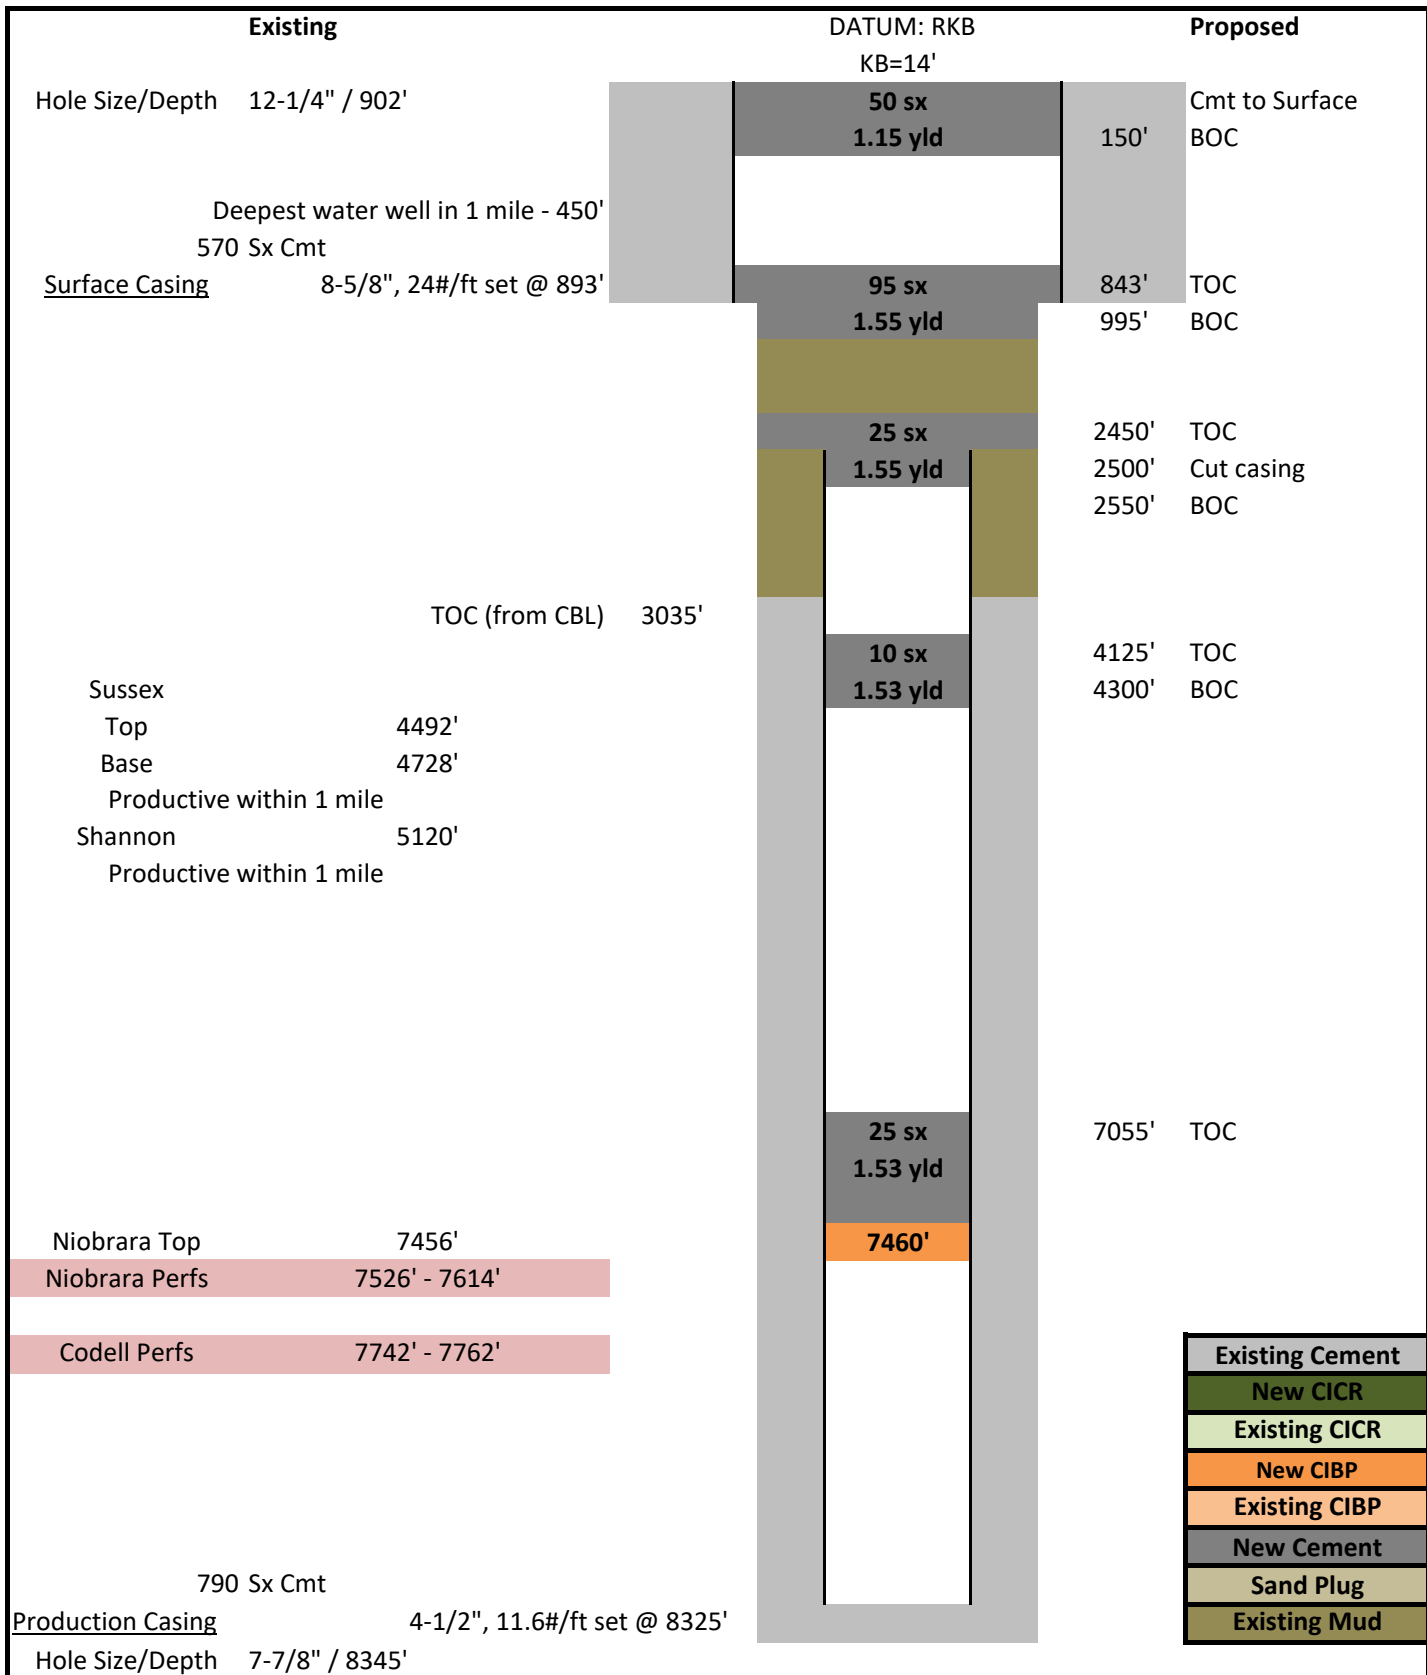 Existing DATUM: RKB Proposed
KB=14'
Hole Size/Depth 12-1/4" / 902' 50 sx Cmt to Surface
1.15 yld 150' BOC
Deepest water well in 1 mile - 450'
570 Sx Cmt
Surface Casing 8-5/8", 24#/ft set @ 893' 95 sx 843' TOC
1.55 yld 995' BOC
25 sx 2450' TOC
1.55 yld 2500' Cut casing
2550' BOC
TOC (from CBL) 3035'
10 sx 4125' TOC
Sussex 1.53 yld 4300' BOC
Top 4492'
Base 4728'
Productive within 1 mile
Shannon 5120'
Productive within 1 mile
25 sx 7055' TOC
1.53 yld
Niobrara Top 7456' 7460'
Niobrara Perfs 7526' - 7614'
Codell Perfs 7742' - 7762' Existing Cement
New CICR
Existing CICR
New CIBP
Existing CIBP
New Cement
790 Sx Cmt Sand Plug
Production Casing 4-1/2", 11.6#/ft set @ 8325' Existing Mud
Hole Size/Depth 7-7/8" / 8345'